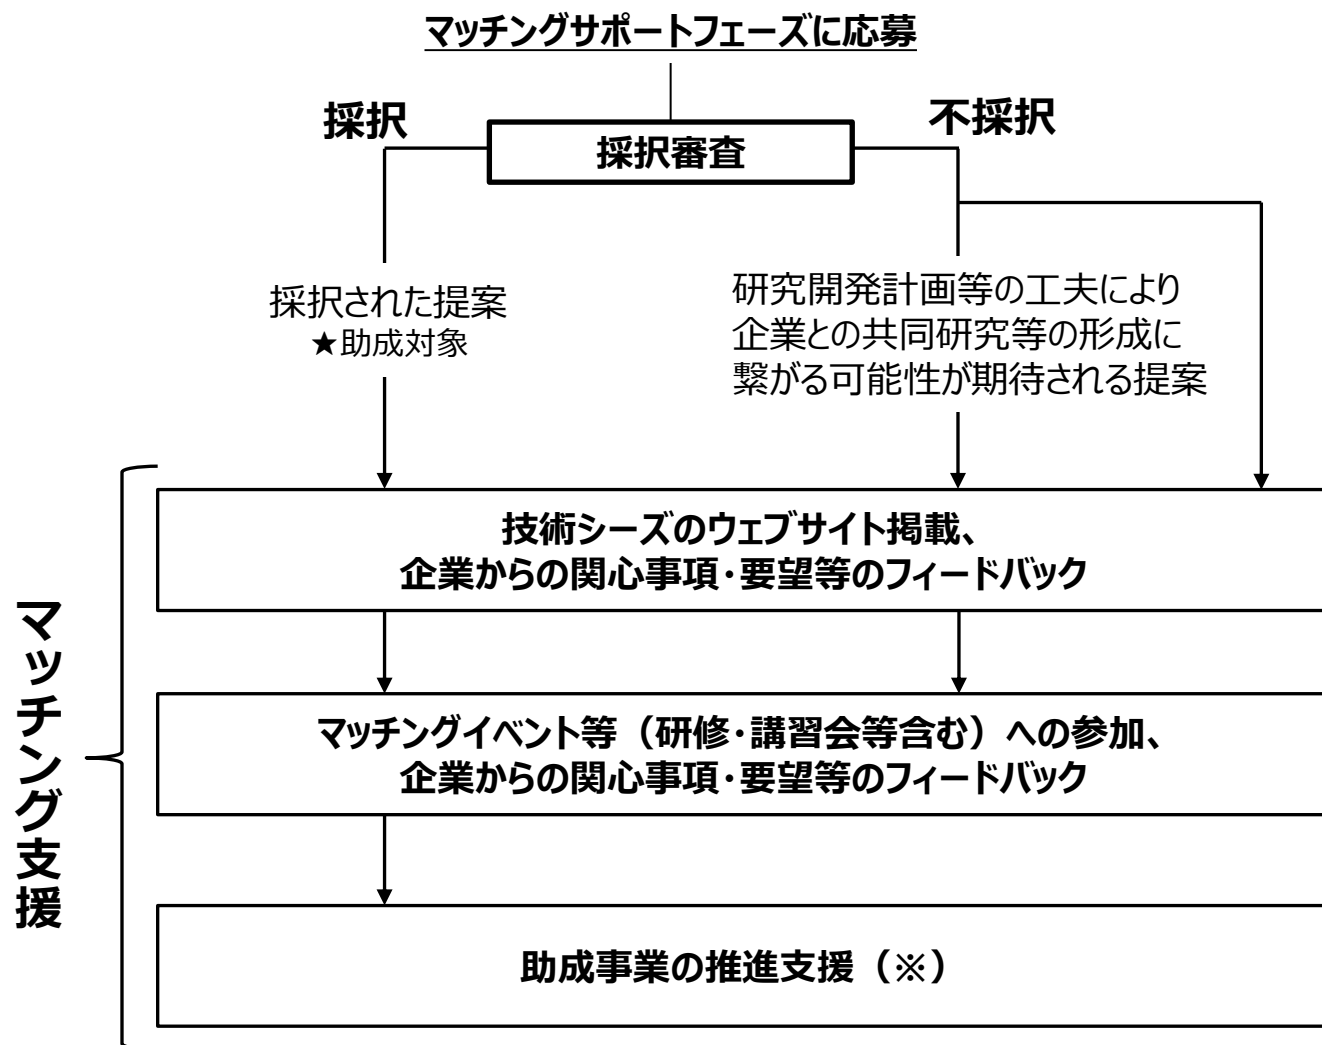 マッチングサポートフェーズに応募
採択
不採択
採択審査
採択された提案
★助成対象
研究開発計画等の工夫により
企業との共同研究等の形成に
繋がる可能性が期待される提案
マッチング支援
技術シーズのウェブサイト掲載、
企業からの関心事項・要望等のフィードバック
マッチングイベント等（研修・講習会等含む）への参加、
企業からの関心事項・要望等のフィードバック
助成事業の推進支援（※）